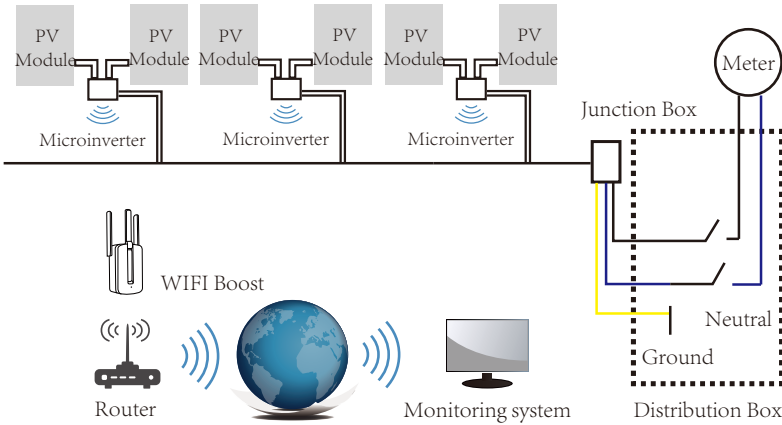 PV PV PV PV PV PV
Module Module Module Module Module Module
Meter
Junction Box
Microinverter Microinverter Microinverter
WIFI Boost
Neutral
Ground
Router
Monitoring system
Distribution Box